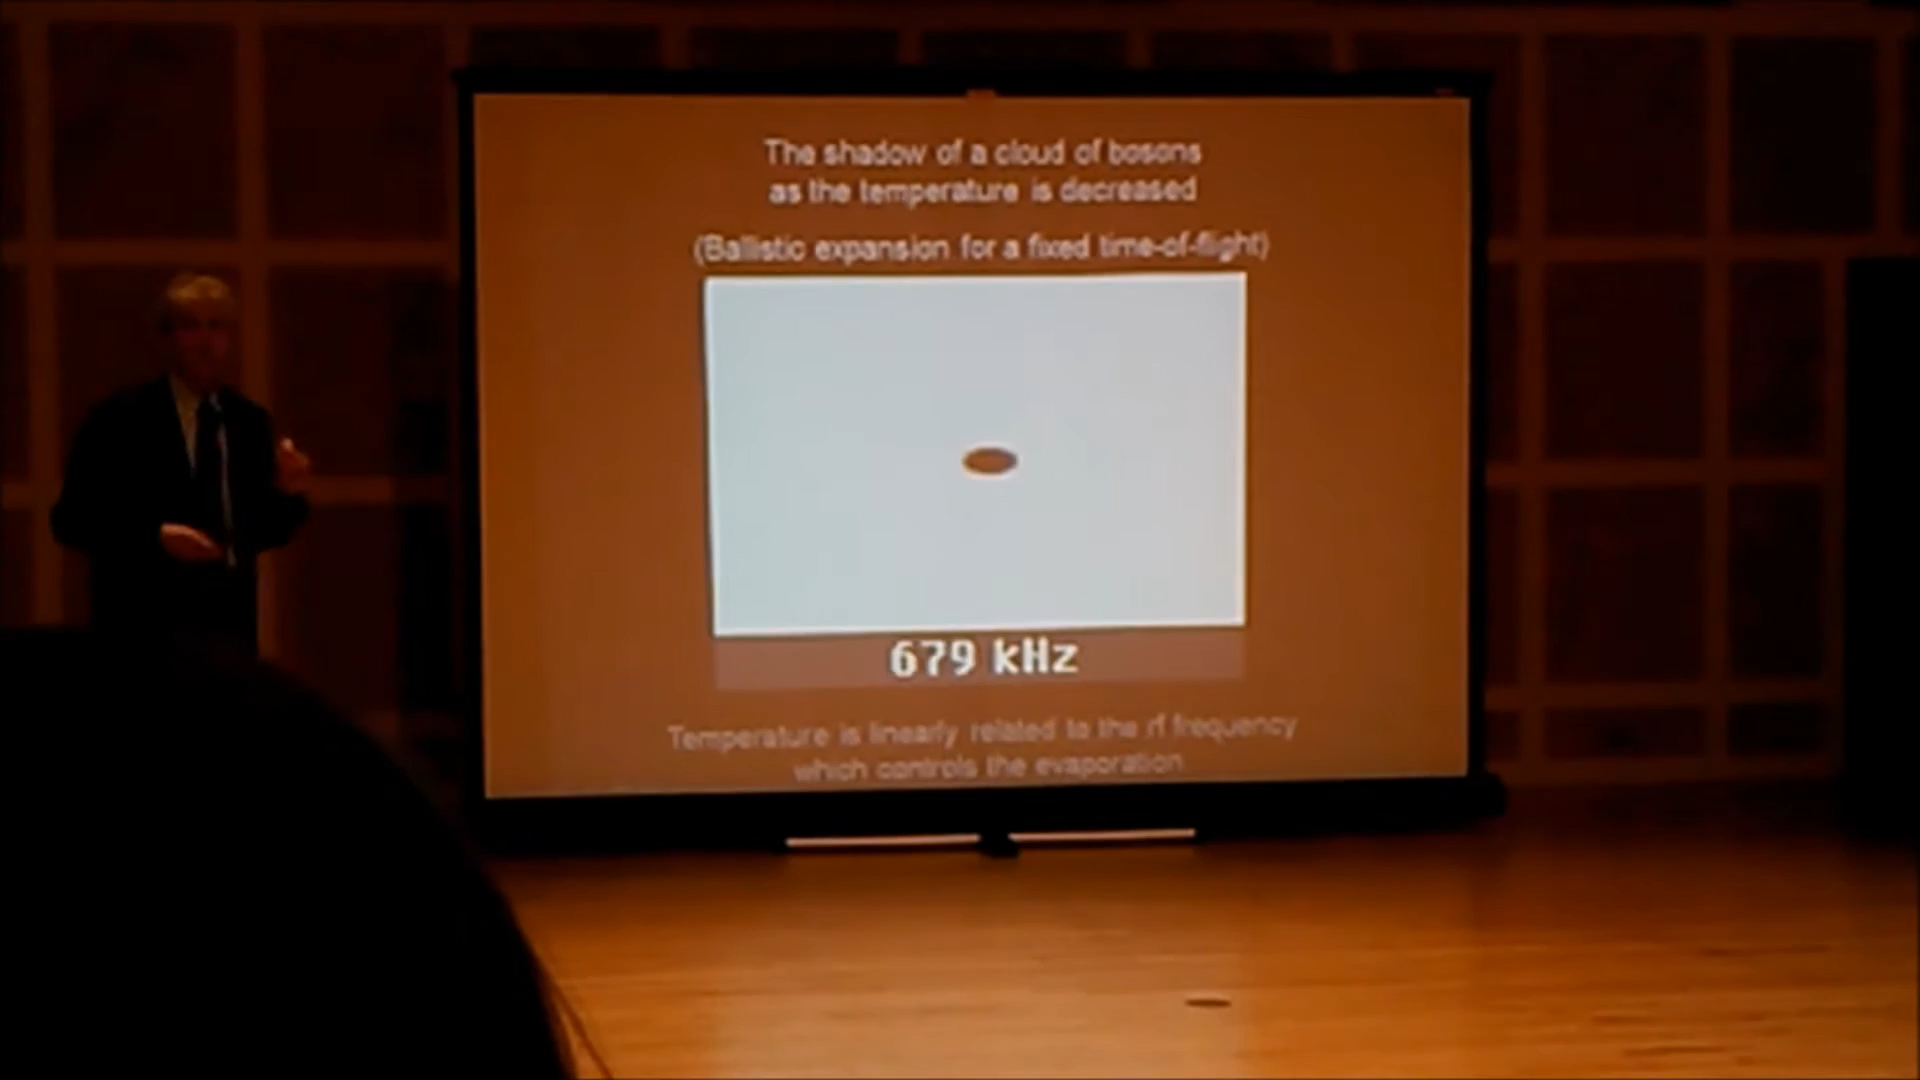 The shadow of a cloud of bosons
as the temperature is decreased
(Ballistic expansion for a fixed time-of-flight)
679 kHz
Temperature is linearly related to the rf frequency
which controls the evaporation